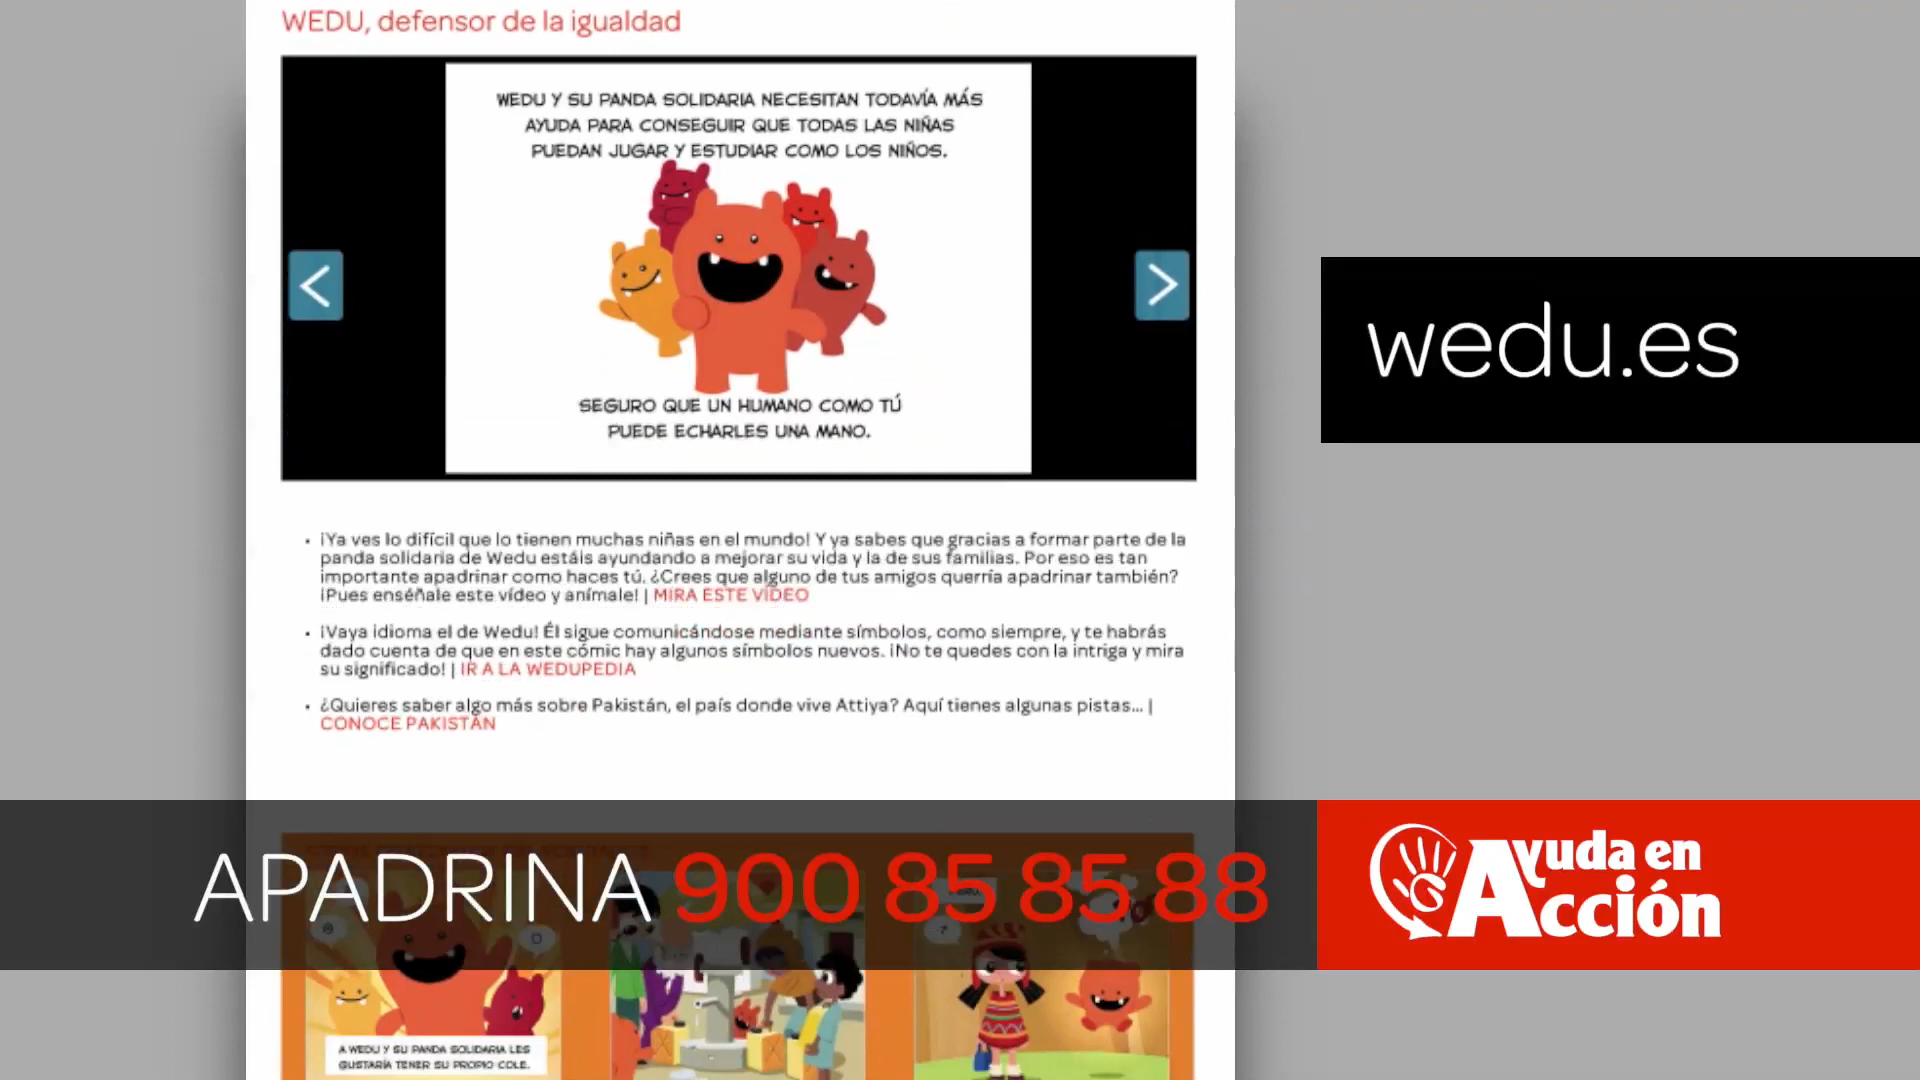 WEDU, defensor de la igualdad
WEDU Y SU PANDA SOLIDARIA NECESITAN TODAVÍA MÁS
AYUDA PARA CONSEGUIR QUE TODAS LAS NIÑAS
PUEDAN JUGAR Y ESTUDIAR COMO LOS NIÑOS.
SEGURO QUE UN HUMANO COMO TÚ
PUEDE ECHARLES UNA MANO.
wedu.es
• ¡Ya ves lo difícil que lo tienen muchas niñas en el mundo! Y ya sabes que gracias a formar parte de la
panda solidaria de Wedu estáis ayundando a mejorar su vida y la de sus familias. Por eso es tan
importante apadrinar como haces tú. ¿Crees que alguno de tus amigos querría apadrinar también?
¡Pues enséñale este vídeo y anímale! | MIRA ESTE VÍDEO
• ¡Vaya idioma el de Wedu! Él sigue comunicándose mediante símbolos, como siempre, y te habrás
dado cuenta de que en este cómic hay algunos símbolos nuevos. ¡No te quedes con la intriga y mira
su significado! | IR A LA WEDUPEDIA
• ¿Quieres saber algo más sobre Pakistán, el país donde vive Attiya? Aquí tienes algunas pistas... |
CONOCE PAKISTÁN
APADRINA 900 85 85 88
Ayuda en
Acción
A WEDU Y SU PANDA SOLIDARIA LES
GUSTARÍA TENER SU PROPIO COLE.